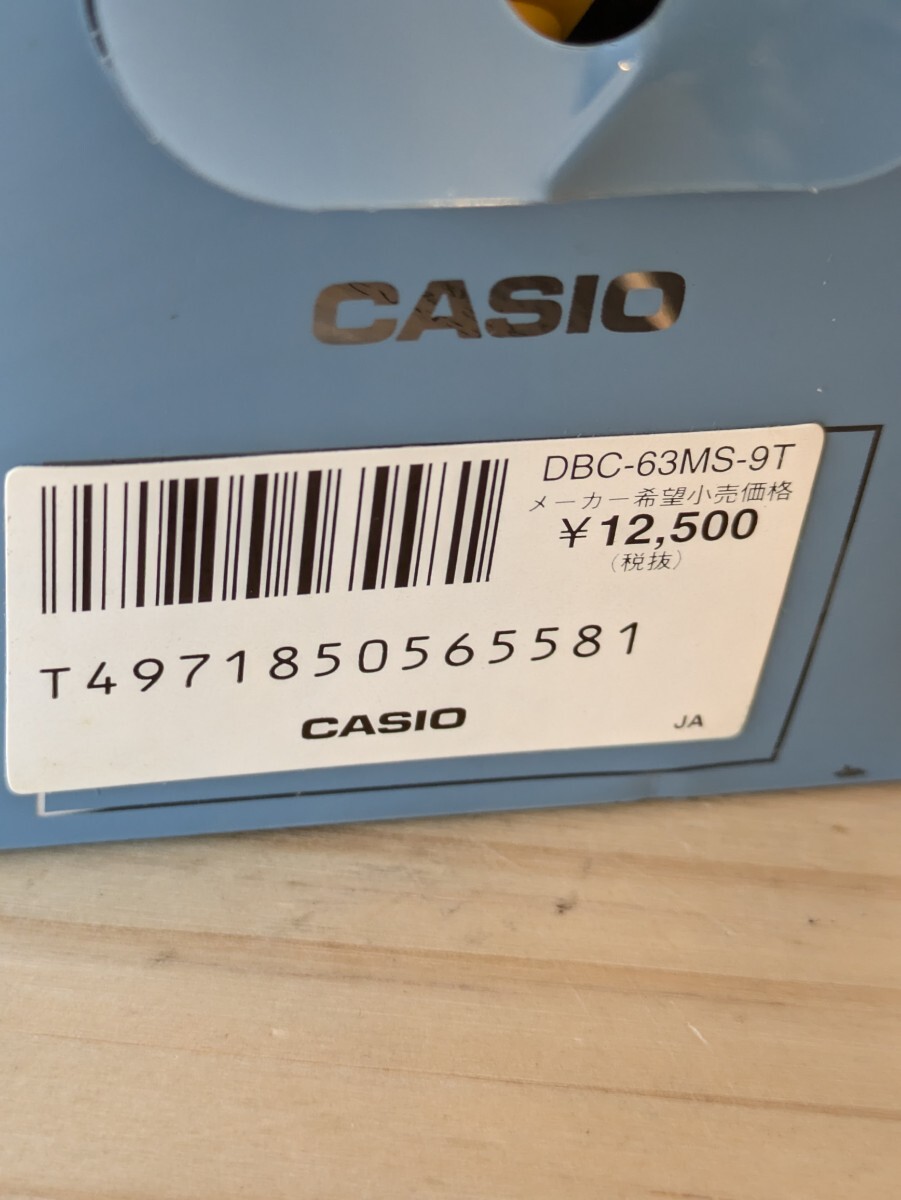 CASIO
DBC-63MS-9T
メーカー希望小売価格
¥12,500
(税抜)
T4971850565581
CASIO
JA